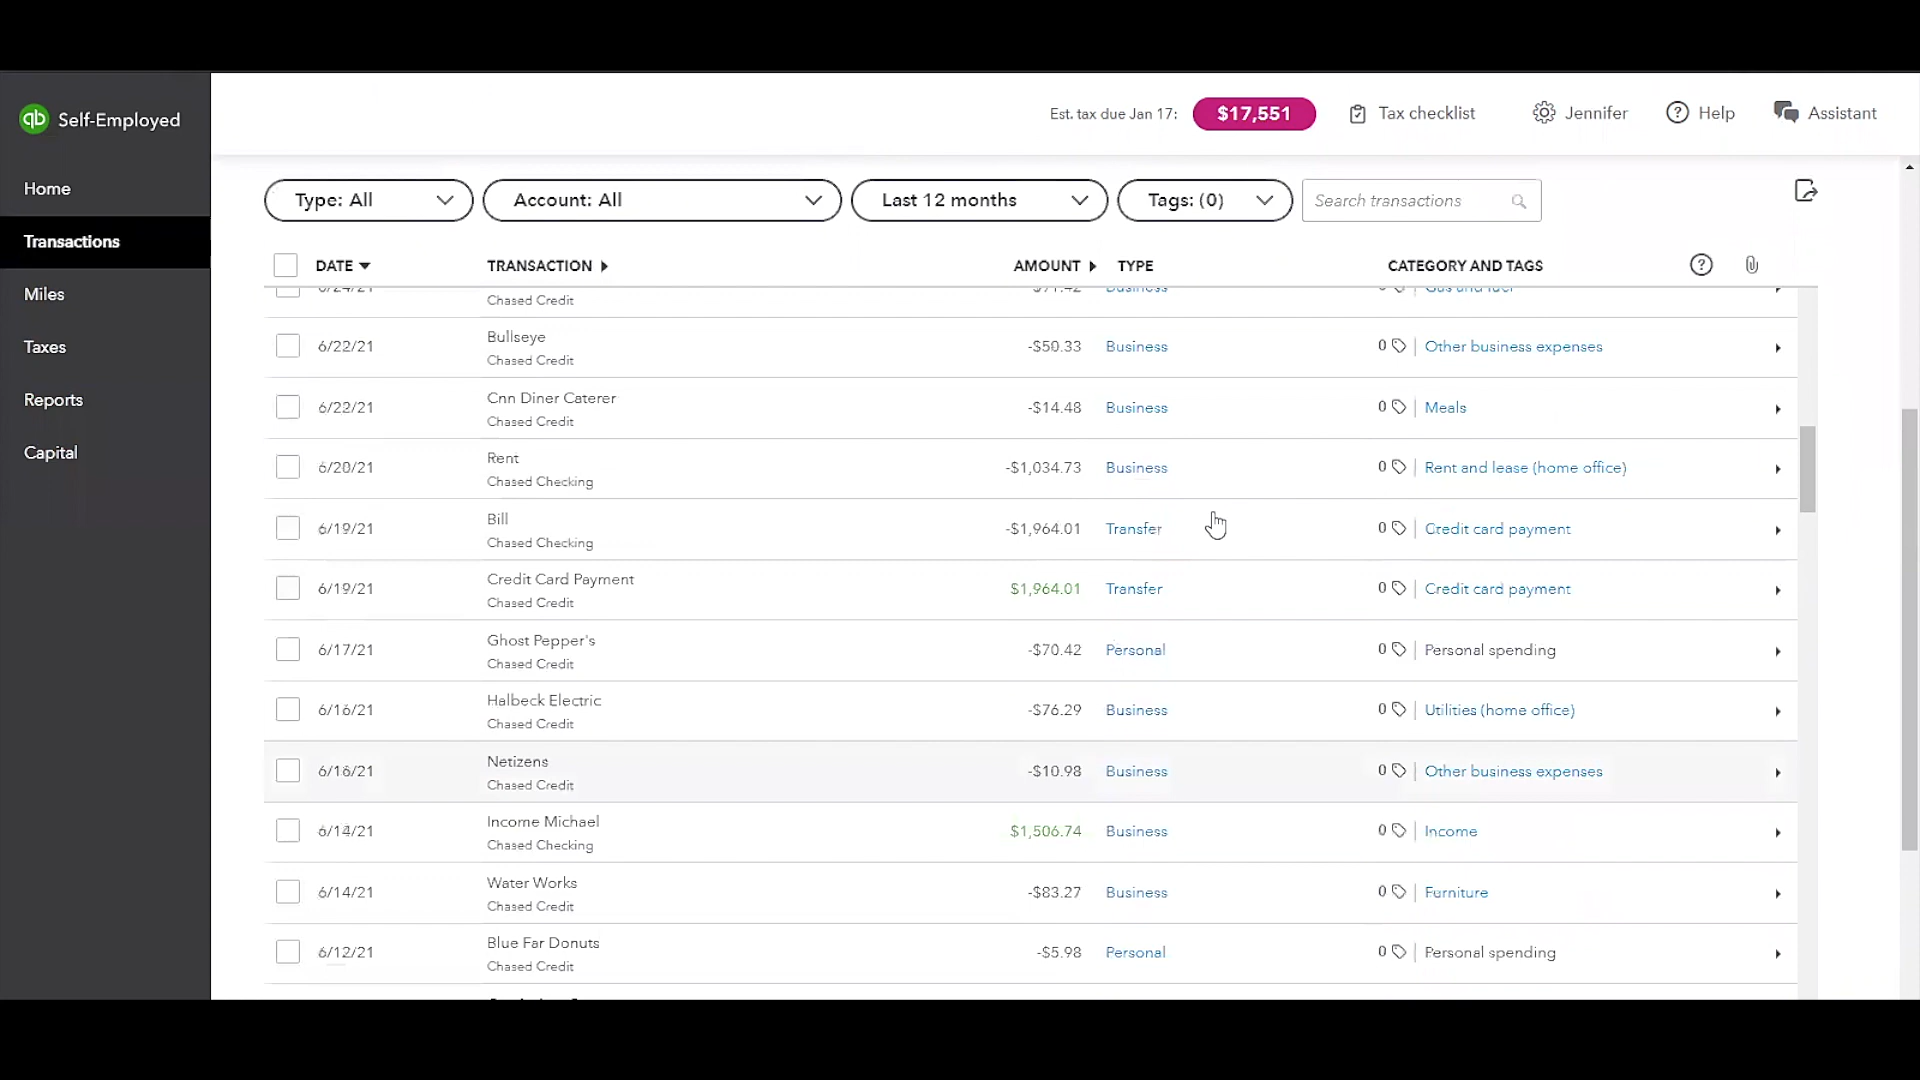 qb Self-Employed
Est. tax due Jan 17: $17,551 Tax checklist Jennifer ? Help Assistant
Home
Transactions
Miles
Taxes
Reports
Capital
Type: All Account: All Last 12 months Tags: (0) Search transactions
DATE TRANSACTION AMOUNT TYPE CATEGORY AND TAGS ?
6/24/21 Business Gas and fuel
Chased Credit
6/22/21 Bullseye -$50.33 Business 0 Other business expenses
Chased Credit
6/22/21 Cnn Diner Caterer -$14.48 Business 0 Meals
Chased Credit
6/20/21 Rent -$1,034.73 Business 0 Rent and lease (home office)
Chased Checking
6/19/21 Bill -$1,964.01 Transfer 0 Credit card payment
Chased Checking
6/19/21 Credit Card Payment $1,964.01 Transfer 0 Credit card payment
Chased Credit
6/17/21 Ghost Pepper's -$70.42 Personal 0 Personal spending
Chased Credit
6/16/21 Halbeck Electric -$76.29 Business 0 Utilities (home office)
Chased Credit
6/16/21 Netizens -$10.98 Business 0 Other business expenses
Chased Credit
6/14/21 Income Michael $1,506.74 Business 0 Income
Chased Checking
6/14/21 Water Works -$83.27 Business 0 Furniture
Chased Credit
6/12/21 Blue Far Donuts -$5.98 Personal 0 Personal spending
Chased Credit